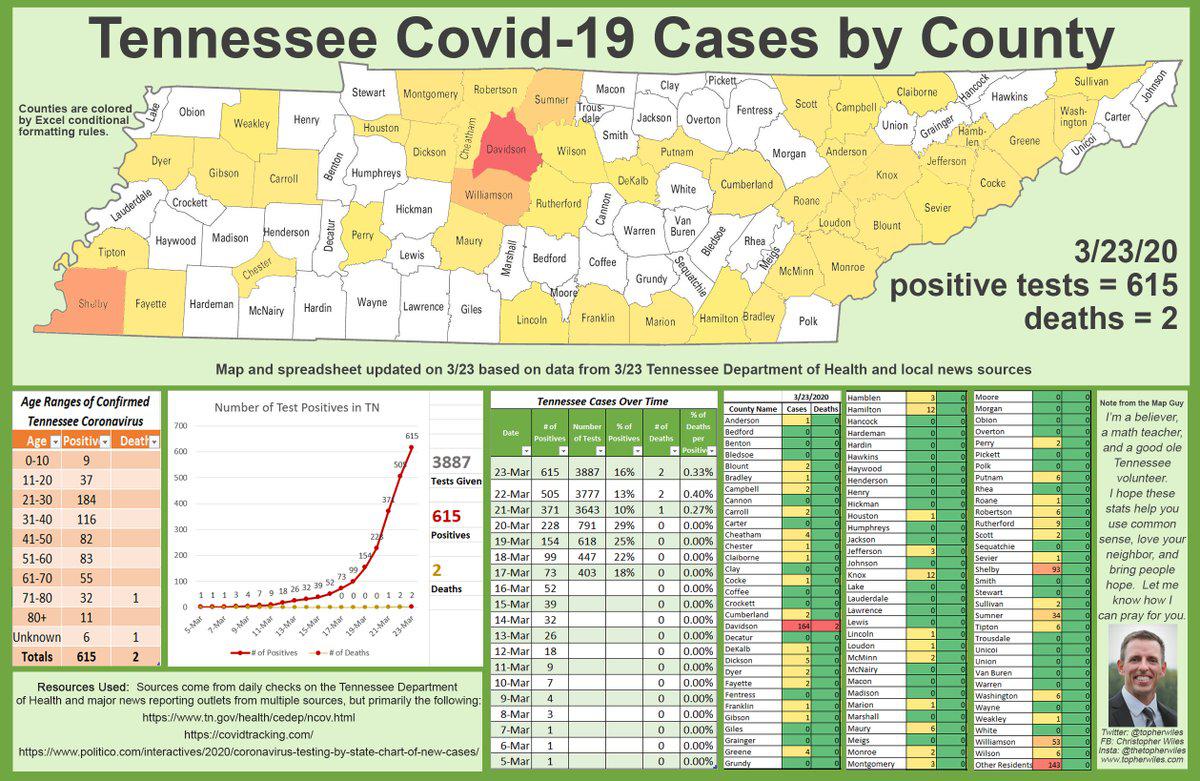 Tennessee Covid-19 Cases by County
Counties are colored
by Excel conditional
formatting rules.
Lake
Obion
Weakley
Henry
Stewart
Montgomery
Robertson
Sumner
Macon
Trous-
dale
Clay
Pickett
Fentress
Scott
Campbell
Claiborne
Hancock
Hawkins
Sullivan
Johnson
Carter
Wash-
ington
Unicoi
Greene
Hamb-
len
Grainger
Union
Jefferson
Cocke
Sevier
Knox
Anderson
Morgan
Overton
Jackson
Smith
Putnam
Cumberland
White
DeKalb
Wilson
Davidson
Cheatham
Dickson
Houston
Humphreys
Benton
Carroll
Gibson
Dyer
Lauderdale
Crockett
Haywood
Madison
Henderson
Decatur
Perry
Hickman
Williamson
Rutherford
Cannon
Warren
Van
Buren
Bledsoe
Rhea
Meigs
Roane
Loudon
Blount
Monroe
McMinn
Polk
Bradley
Hamilton
Sequatchie
Marion
Grundy
Coffee
Franklin
Moore
Bedford
Lincoln
Marshall
Maury
Giles
Lewis
Lawrence
Wayne
Hardin
McNairy
Chester
Hardeman
Fayette
Shelby
Tipton
3/23/20
positive tests = 615
deaths = 2
Map and spreadsheet updated on 3/23 based on data from 3/23 Tennessee Department of Health and local news sources
Age Ranges of Confirmed
Tennessee Coronavirus
Age Positiv Death
0-10 9
11-20 37
21-30 184
31-40 116
41-50 82
51-60 83
61-70 55
71-80 32 1
80+ 11
Unknown 6 1
Totals 615 2
Number of Test Positives in TN
700
600
500
400
300
200
100
0
1 1 1 3 4 7 9 18 26 32 39 52 73 99 154 228 371 505 615
0 2
5-Mar 7-Mar 9-Mar 11-Mar 13-Mar 15-Mar 17-Mar 19-Mar 21-Mar 23-Mar
# of Positives # of Deaths
3887
Tests Given
615
Positives
2
Deaths
Tennessee Cases Over Time
Date # of Positives Number of Tests % of Positives # of Deaths % of Deaths per Positiv
23-Mar 615 3887 16% 2 0.33%
22-Mar 505 3777 13% 2 0.40%
21-Mar 371 3643 10% 1 0.27%
20-Mar 228 791 29% 0 0.00%
19-Mar 154 618 25% 0 0.00%
18-Mar 99 447 22% 0 0.00%
17-Mar 73 403 18% 0 0.00%
16-Mar 52 0 0.00%
15-Mar 39 0 0.00%
14-Mar 32 0 0.00%
13-Mar 26 0 0.00%
12-Mar 18 0 0.00%
11-Mar 9 0 0.00%
10-Mar 7 0 0.00%
9-Mar 4 0 0.00%
8-Mar 3 0 0.00%
7-Mar 1 0 0.00%
6-Mar 1 0 0.00%
5-Mar 1 0 0.00%
3/23/2020
County Name Cases Deaths
Anderson 1 0
Bedford 0 0
Benton 0 0
Bledsoe 0 0
Blount 2 0
Bradley 1 0
Campbell 2 0
Cannon 0 0
Carroll 2 0
Carter 0 0
Cheatham 4 0
Chester 1 0
Claiborne 1 0
Clay 0 0
Cocke 1 0
Coffee 0 0
Crockett 0 0
Cumberland 2 0
Davidson 164 2
Decatur 0 0
DeKalb 1 0
Dickson 5 0
Dyer 2 0
Fayette 2 0
Fentress 0 0
Franklin 1 0
Gibson 1 0
Giles 0 0
Grainger 0 0
Greene 4 0
Grundy 0 0
Hamblen 3 0
Hamilton 12 0
Hancock 0 0
Hardeman 0 0
Hardin 0 0
Hawkins 0 0
Haywood 0 0
Henderson 0 0
Henry 0 0
Hickman 0 0
Houston 1 0
Humphreys 0 0
Jackson 0 0
Jefferson 3 0
Johnson 0 0
Knox 12 0
Lake 0 0
Lauderdale 0 0
Lawrence 0 0
Lewis 0 0
Lincoln 1 0
Loudon 1 0
McMinn 2 0
McNairy 0 0
Macon 0 0
Madison 0 0
Marion 1 0
Marshall 0 0
Maury 6 0
Meigs 0 0
Monroe 2 0
Montgomery 3 0
Moore 0 0
Morgan 0 0
Obion 0 0
Overton 0 0
Perry 2 0
Pickett 0 0
Polk 0 0
Putnam 6 0
Rhea 0 0
Roane 1 0
Robertson 6 0
Rutherford 9 0
Scott 2 0
Sequatchie 0 0
Sevier 1 0
Shelby 93 0
Smith 0 0
Stewart 0 0
Sullivan 2 0
Sumner 34 0
Tipton 6 0
Trousdale 0 0
Unicoi 0 0
Union 0 0
Van Buren 0 0
Warren 0 0
Washington 6 0
Wayne 0 0
Weakley 1 0
White 0 0
Williamson 53 0
Wilson 6 0
Other Residents 143 0
Note from the Map Guy
I'm a believer,
a math teacher,
and a good ole
Tennessee
volunteer.
I hope these
stats help you
use common
sense, love your
neighbor, and
bring people
hope. Let me
know how I
can pray for you.
Twitter: @topherwiles
FB: Christopher Wiles
Insta: @thetopherwiles
www.topherwiles.com
Resources Used: Sources come from daily checks on the Tennessee Department
of Health and major news reporting outlets from multiple sources, but primarily the following:
https://www.tn.gov/health/cedep/ncov.html
https://covidtracking.com/
https://www.politico.com/interactives/2020/coronavirus-testing-by-state-chart-of-new-cases/